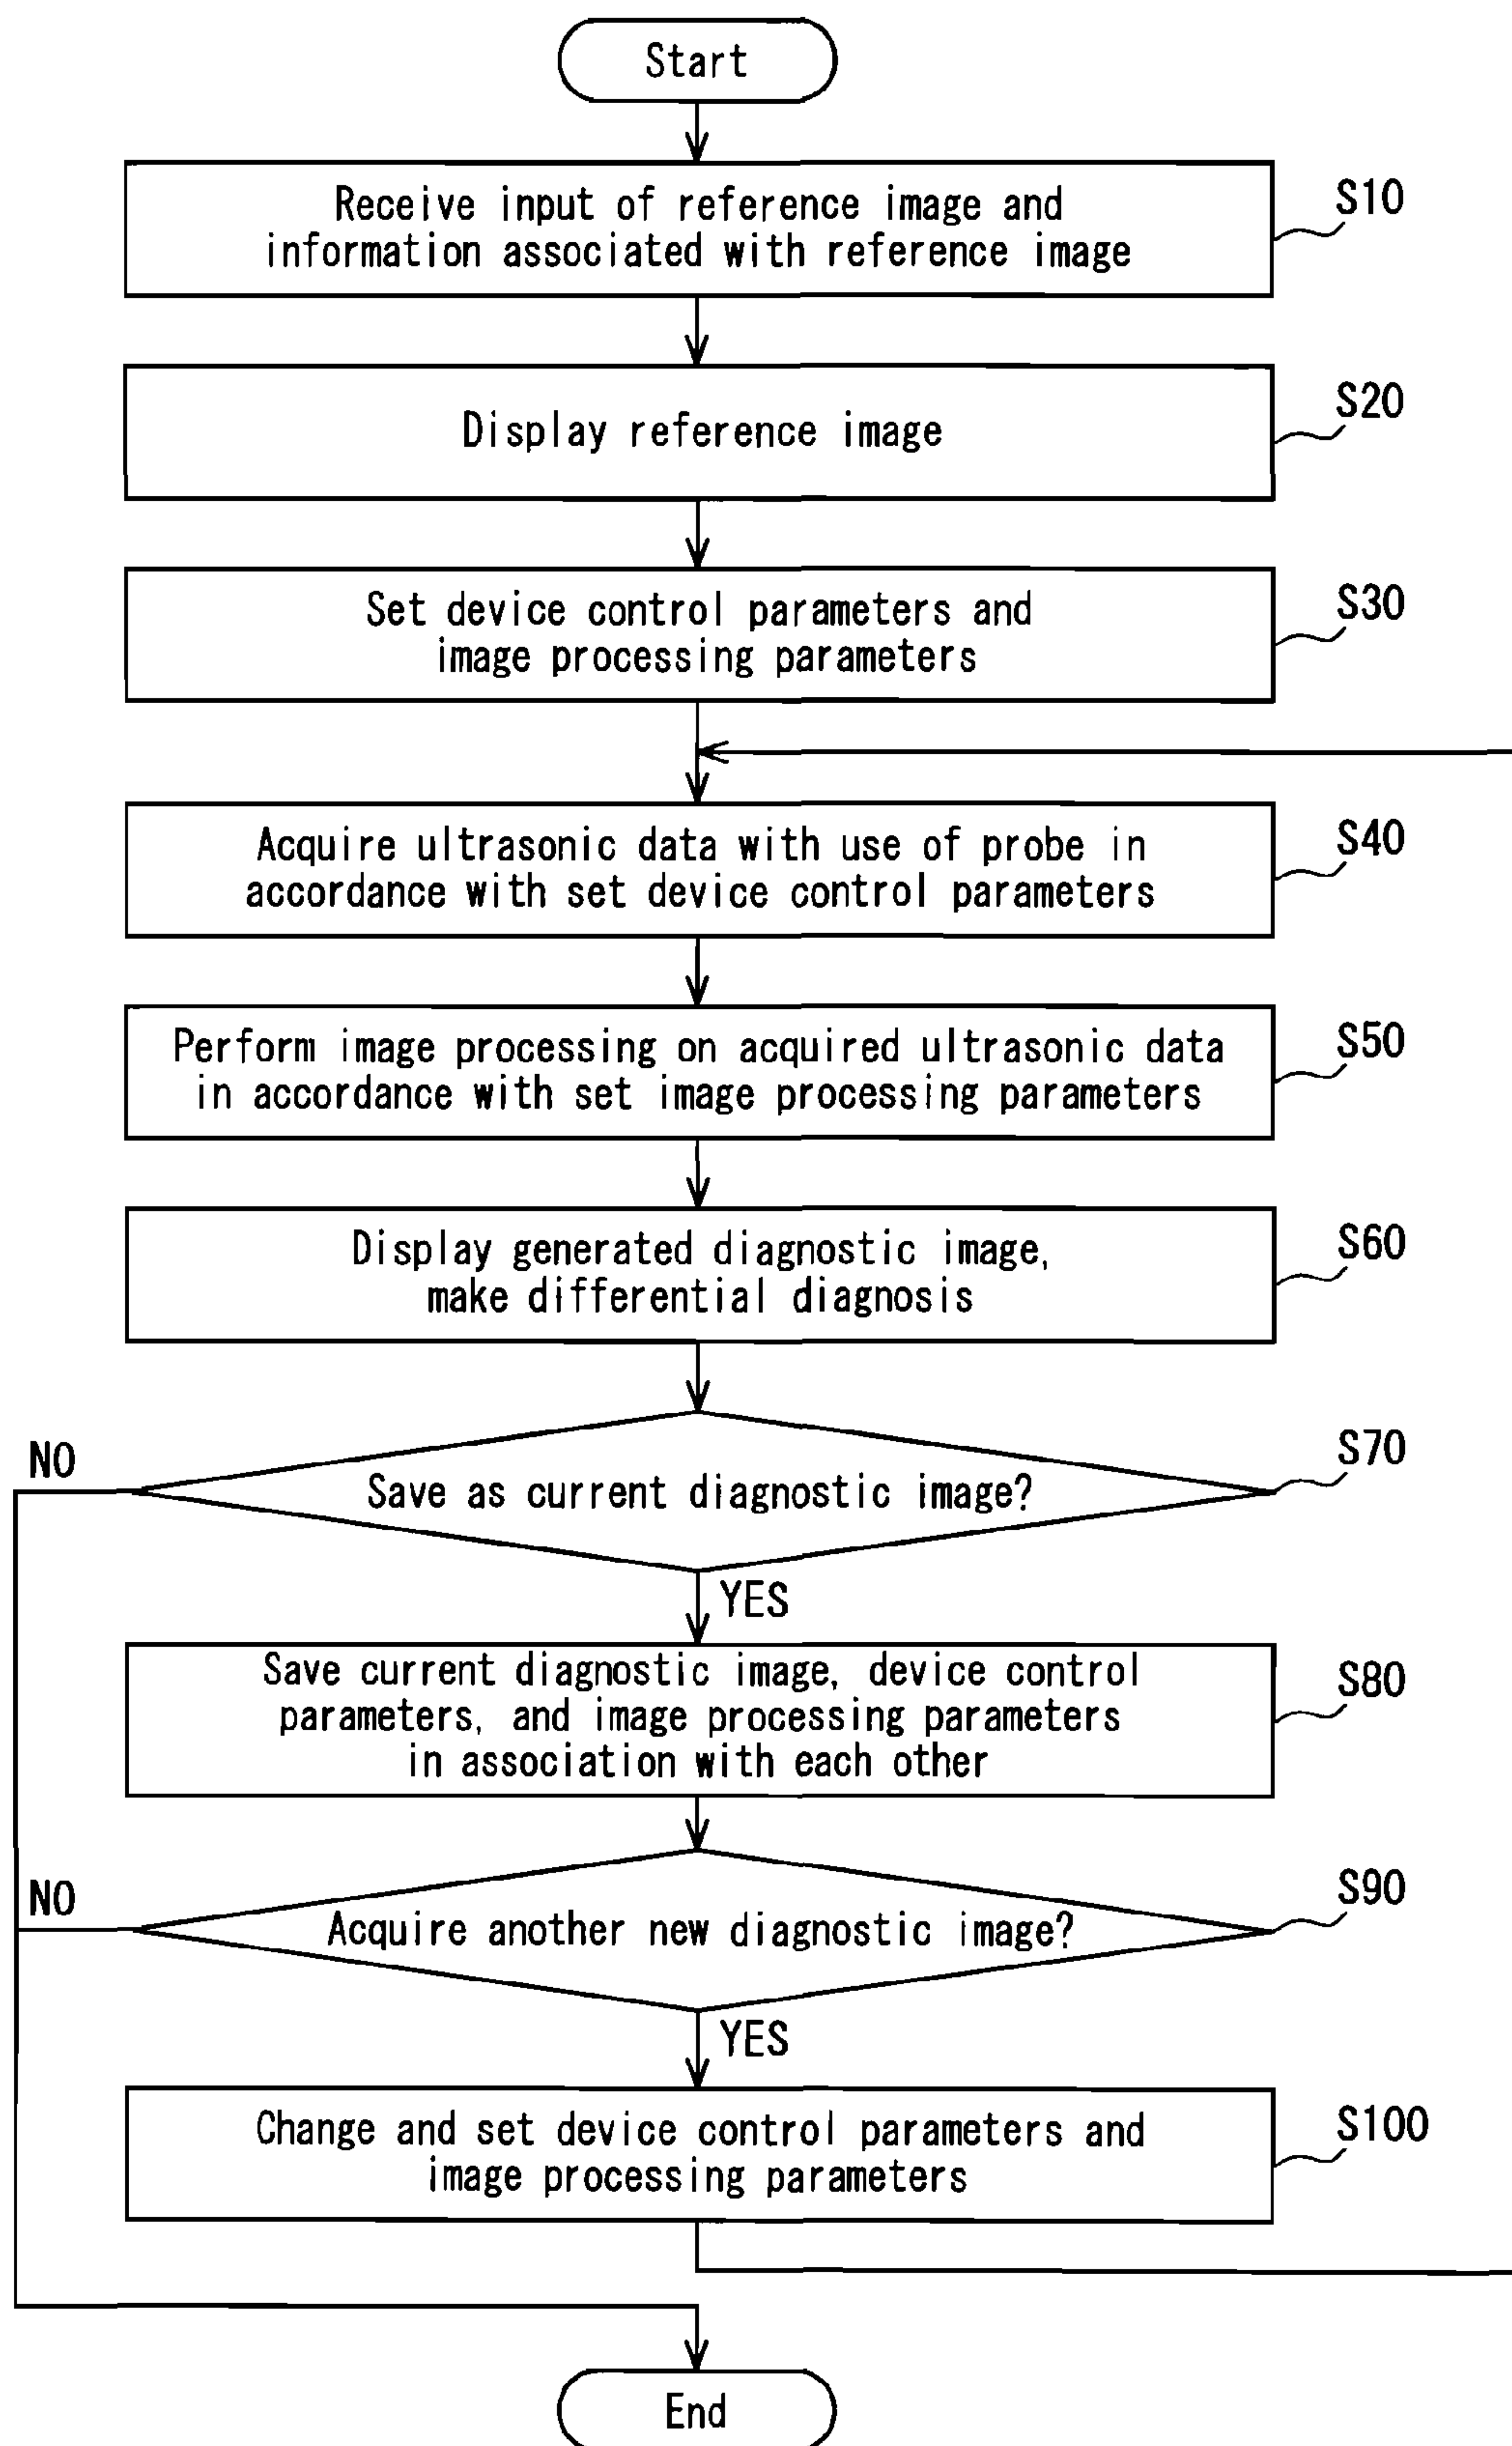 Start
Receive input of reference image and
information associated with reference image
S10
Display reference image
S20
Set device control parameters and
image processing parameters
S30
Acquire ultrasonic data with use of probe in
accordance with set device control parameters
S40
Perform image processing on acquired ultrasonic data
in accordance with set image processing parameters
S50
Display generated diagnostic image,
make differential diagnosis
S60
NO
Save as current diagnostic image?
S70
YES
Save current diagnostic image, device control
parameters, and image processing parameters
in association with each other
S80
NO
Acquire another new diagnostic image?
S90
YES
Change and set device control parameters and
image processing parameters
S100
End